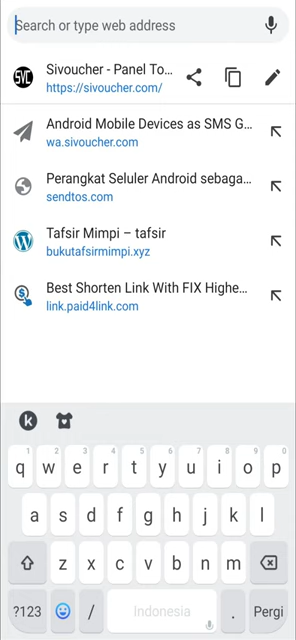 Search or type web address
SVC
Sivoucher - Panel To...
https://sivoucher.com/
Android Mobile Devices as SMS G...
wa.sivoucher.com
Perangkat Seluler Android sebaga...
sendtos.com
Tafsir Mimpi – tafsir
bukutafsirmimpi.xyz
Best Shorten Link With FIX Highe...
link.paid4link.com
k
1 2 3 4 5 6 7 8 9 0
q w e r t y u i o p
a s d f g h j k l
z x c v b n m
?123 / Indonesia . Pergi